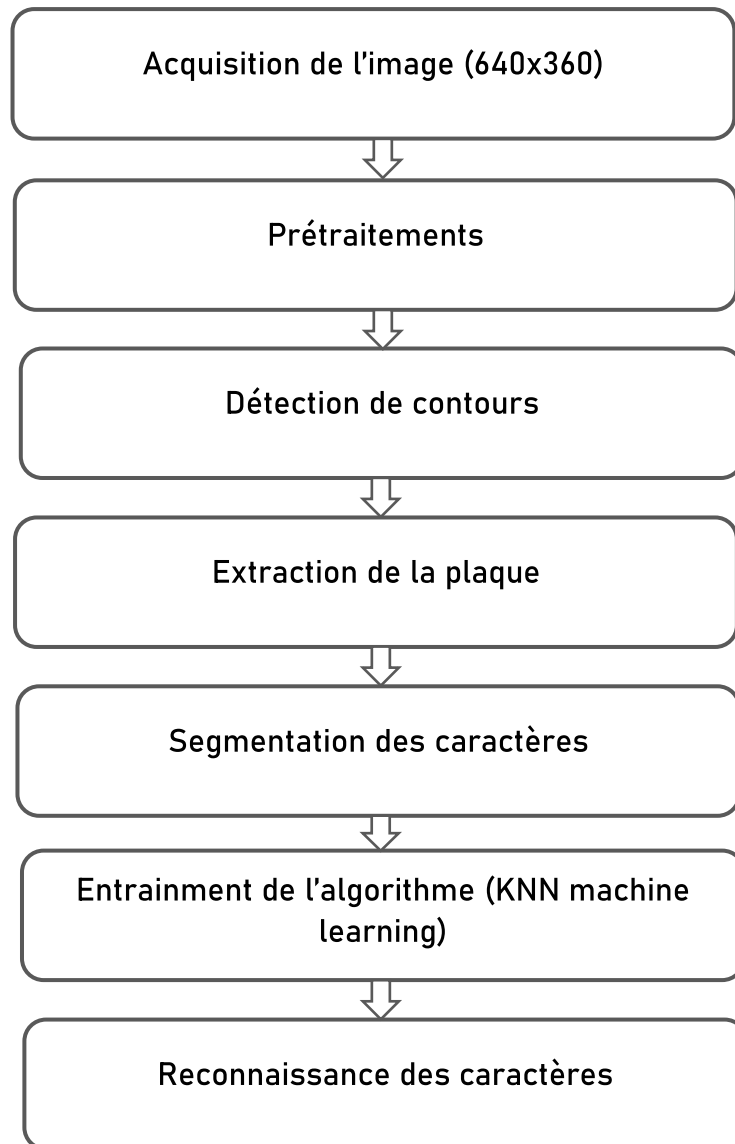 Acquisition de l'image (640x360)
Prétraitements
Détection de contours
Extraction de la plaque
Segmentation des caractères
Entrainment de l'algorithme (KNN machine
learning)
Reconnaissance des caractères